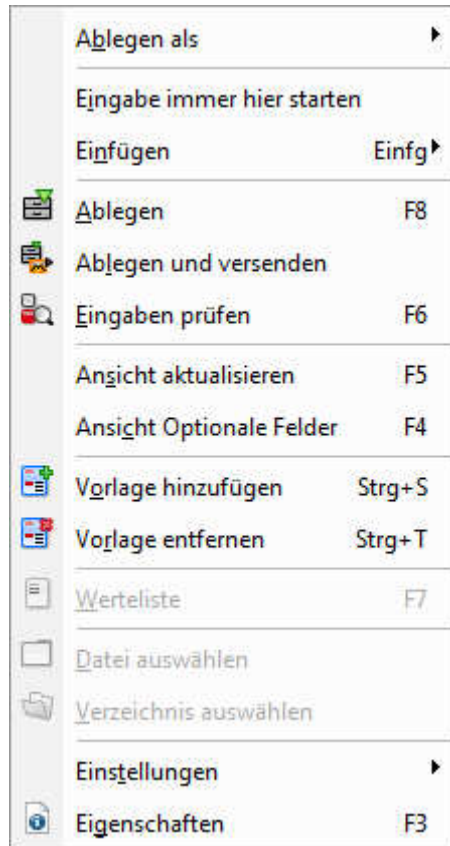 Ablegen als
Eingabe immer hier starten
Einfügen Einfg
Ablegen F8
Ablegen und versenden
Eingaben prüfen F6
Ansicht aktualisieren F5
Ansicht Optionale Felder F4
Vorlage hinzufügen Strg+S
Vorlage entfernen Strg+T
Werteliste F7
Datei auswählen
Verzeichnis auswählen
Einstellungen
Eigenschaften F3